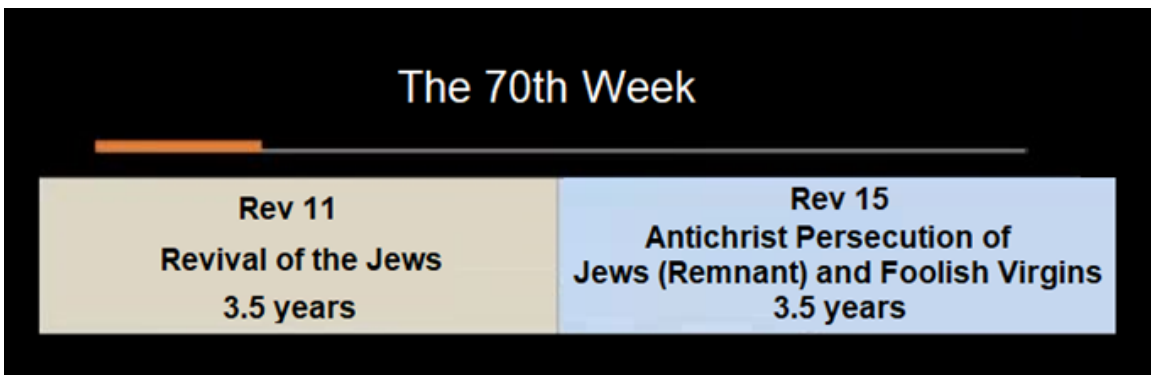 The 70th Week
Rev 11
Revival of the Jews
3.5 years
Rev 15
Antichrist Persecution of
Jews (Remnant) and Foolish Virgins
3.5 years